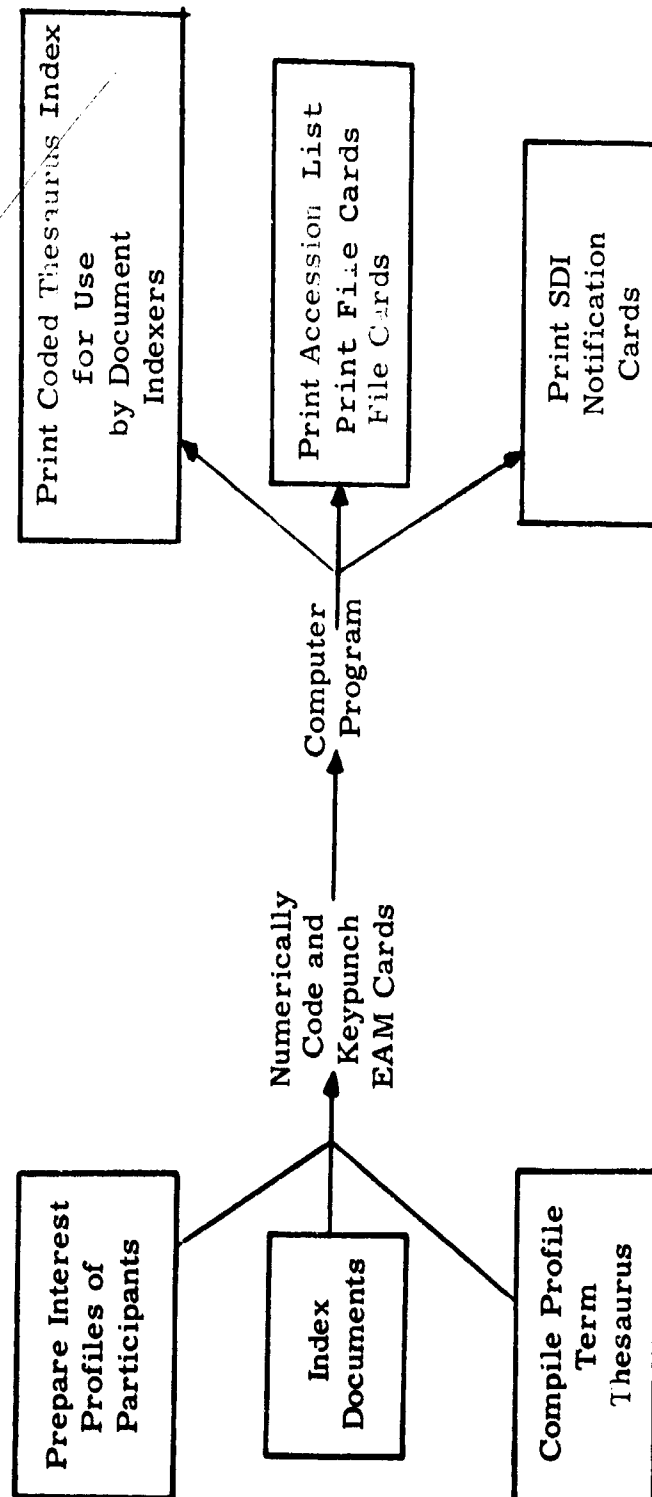 Prepare Interest
Profiles of
Participants
Index
Documents
Compile Profile
Term
Thesaurus
Numerically
Code and
Keypunch
EAM Cards
Computer
Program
Print Coded Thesaurus Index
for Use
by Document
Indexers
Print Accession List
Print File Cards
File Cards
Print SDI
Notification
Cards